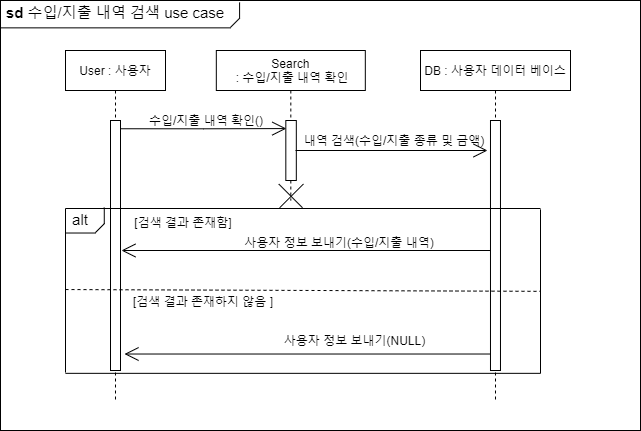 sd 수입/지출 내역 검색 use case
User : 사용자
Search
: 수입/지출 내역 확인
DB : 사용자 데이터 베이스
수입/지출 내역 확인()
내역 검색(수입/지출 종류 및 금액)
alt
[검색 결과 존재함]
사용자 정보 보내기(수입/지출 내역)
[검색 결과 존재하지 않음 ]
사용자 정보 보내기(NULL)